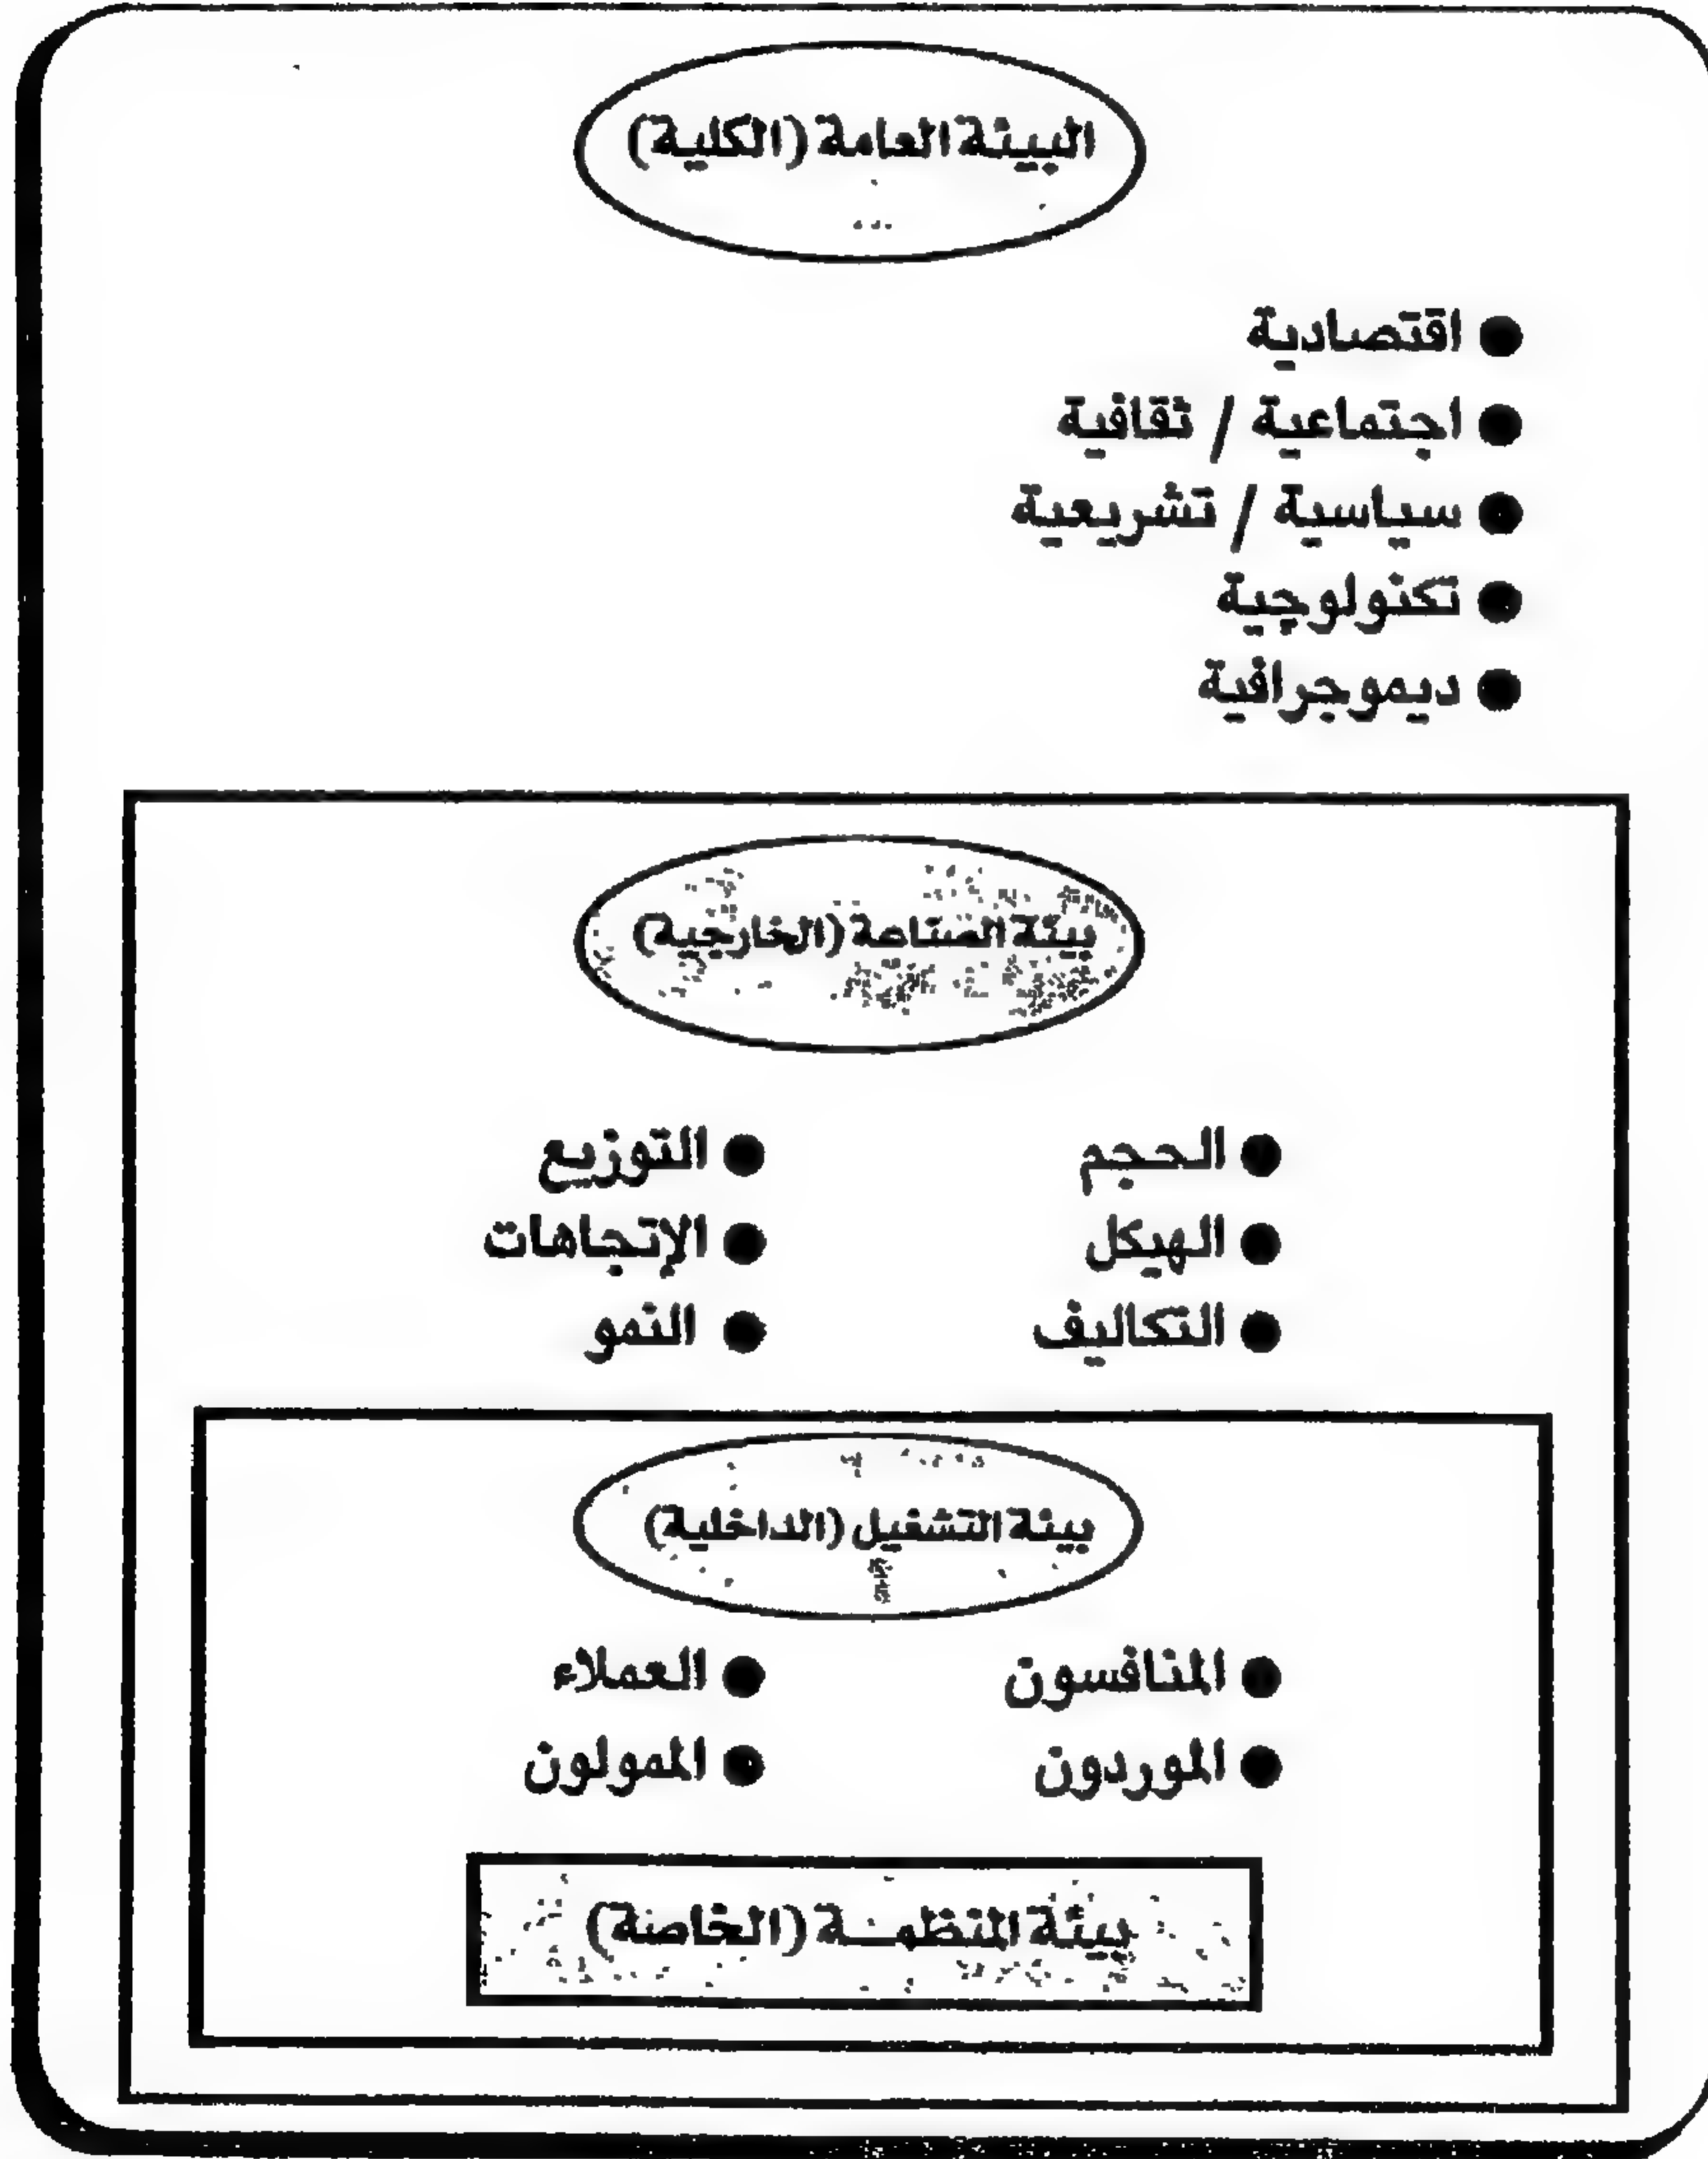 البيئة العامة (الكلية)
● اقتصادية
● اجتماعية / ثقافية
● سياسية / تشريعية
● تكنولوجية
● ديموجرافية
بيئة الصناعة (الخارجية)
● الحجم ● التوزيع
● الهيكل ● الإتجاهات
● التكاليف ● النمو
بيئة التشغيل (الداخلية)
● المنافسون ● العملاء
● الموردون ● الممولون
بيئة المنظمـة (الخاصة)